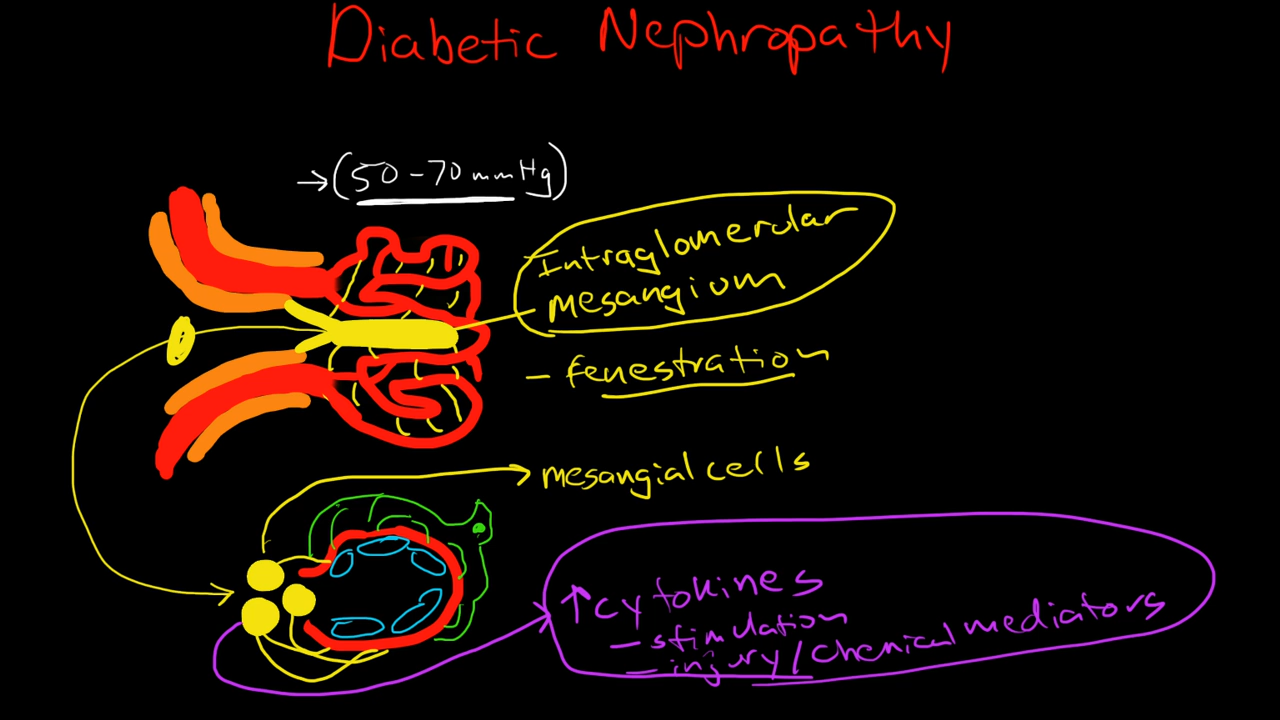 Diabetic Nephropathy
→(50-70 mmHg)
Intraglomerular
mesangium
- fenestration
mesangial cells
↑cytokines
- stimulation
- injury/chemical mediators